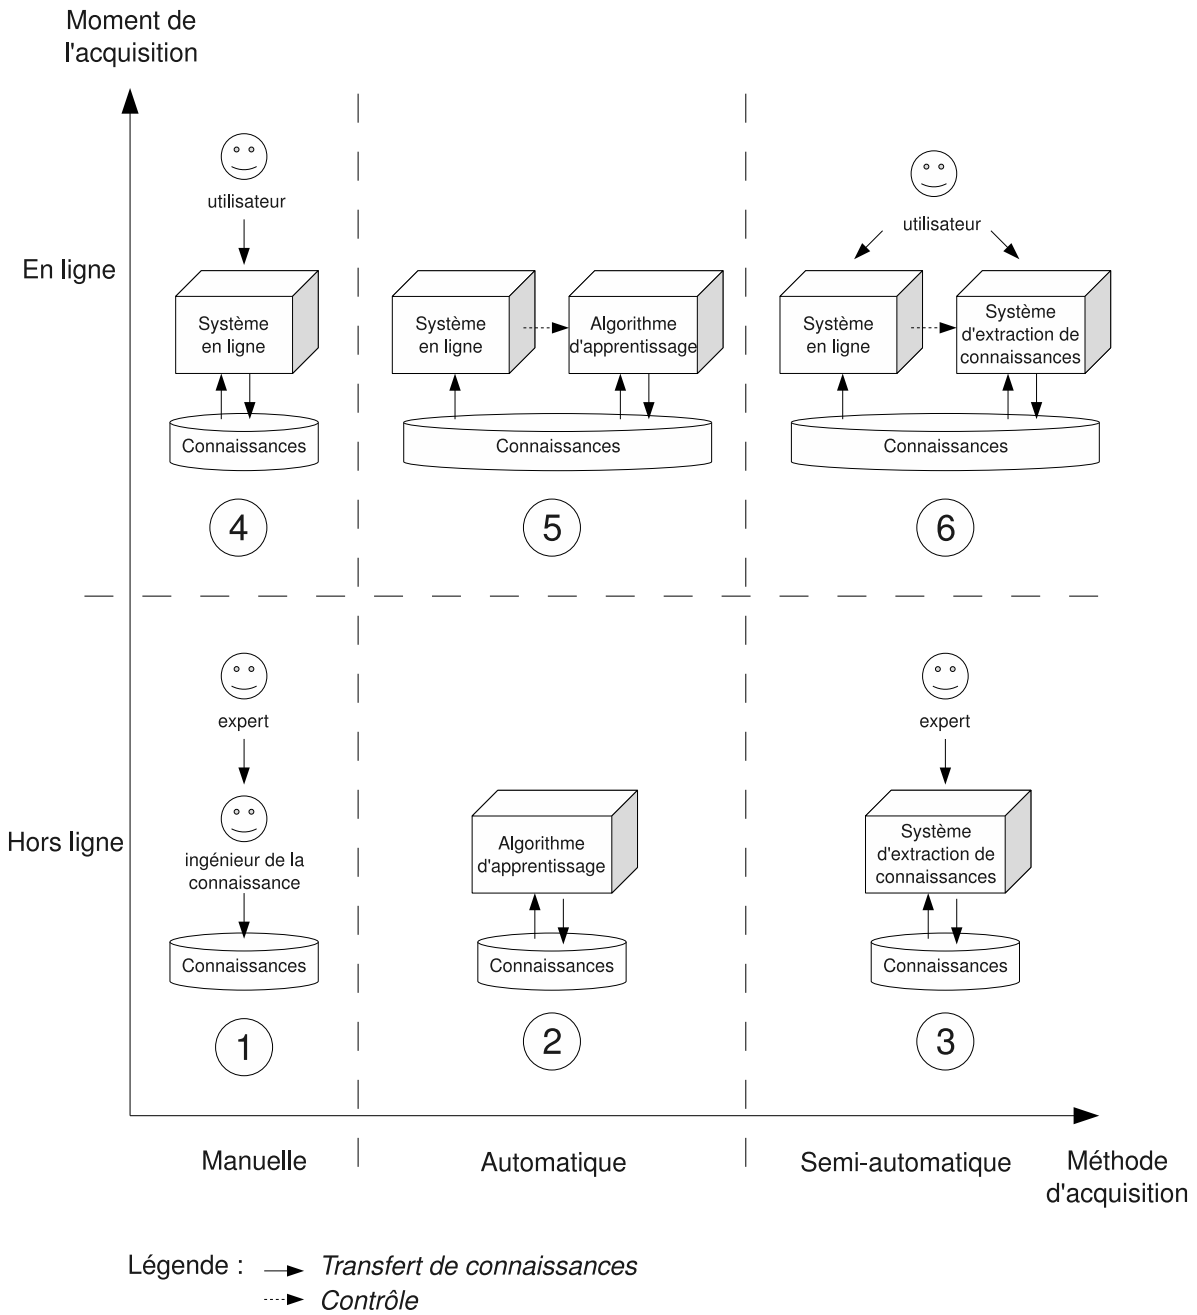 Moment de
l'acquisition
utilisateur
utilisateur
En ligne
Système
en ligne
Système
en ligne
Algorithme
d'apprentissage
Système
en ligne
Système
d'extraction de
connaissances
Connaissances
Connaissances
Connaissances
4
5
6
expert
expert
Hors ligne
ingénieur de la
connaissance
Algorithme
d'apprentissage
Système
d'extraction de
connaissances
Connaissances
Connaissances
Connaissances
1
2
3
Manuelle
Automatique
Semi-automatique
Méthode
d'acquisition
Légende :
Transfert de connaissances
Contrôle